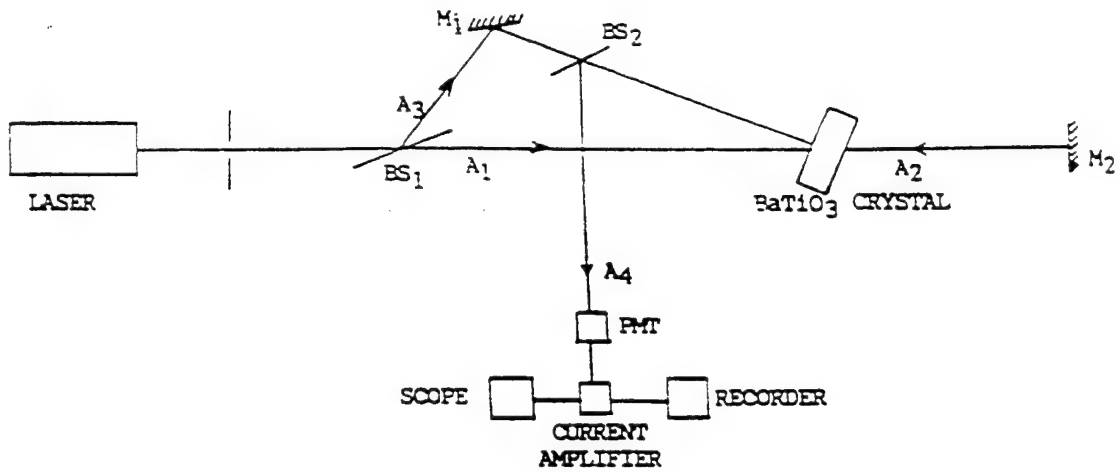 M₁
BS₂
A₃
BS₁
A₁
A₂
M₂
LASER
BaTiO₃ CRYSTAL
A₄
PMT
SCOPE
RECORDER
CURRENT
AMPLIFIER